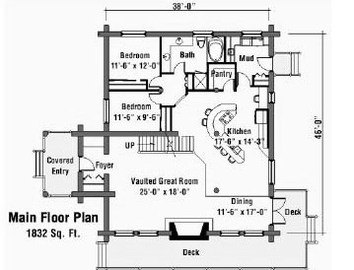 38'-0"
Bedroom
11'-6" x 12'-0"
Bath
Mud
Pantry
Bedroom
11'-6" x 9'-6"
Kitchen
17'-6" x 14'-3"
46'-0"
Covered
Entry
Foyer
UP
Vaulted Great Room
25'-0" x 18'-0"
Dining
11'-6" x 17'-0"
Deck
Main Floor Plan
1832 Sq. Ft.
Deck